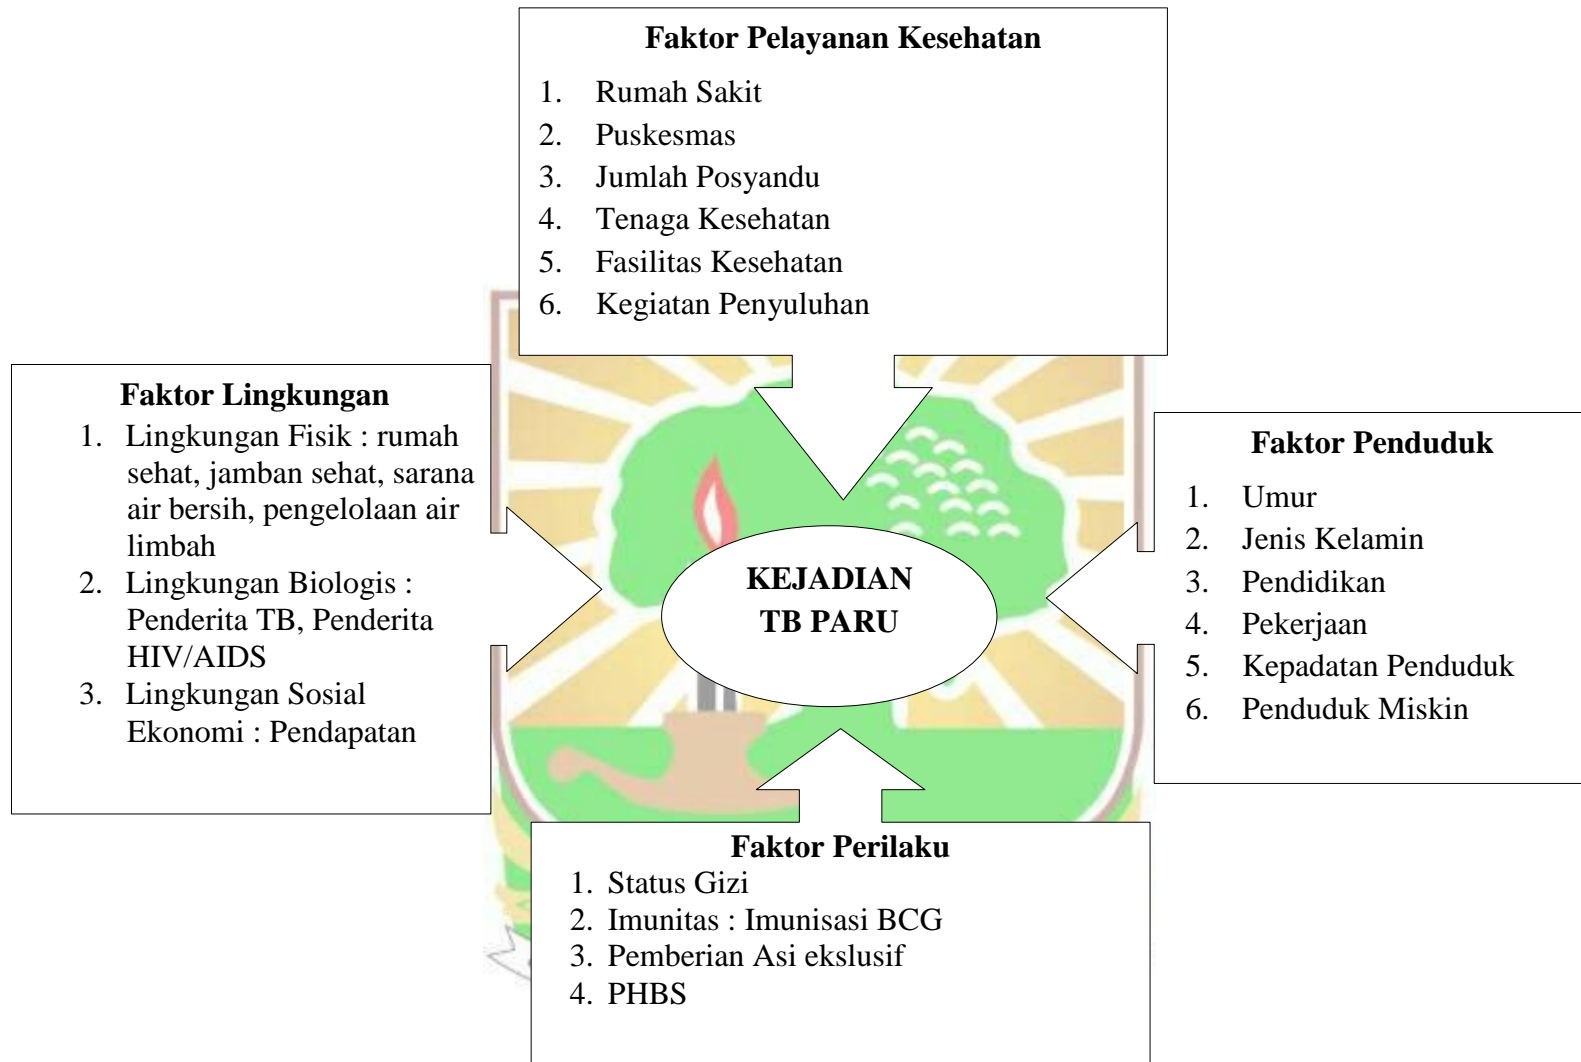 Faktor Pelayanan Kesehatan
1. Rumah Sakit
2. Puskesmas
3. Jumlah Posyandu
4. Tenaga Kesehatan
5. Fasilitas Kesehatan
6. Kegiatan Penyuluhan
Faktor Lingkungan
1. Lingkungan Fisik : rumah
sehat, jamban sehat, sarana
air bersih, pengelolaan air
limbah
2. Lingkungan Biologis :
Penderita TB, Penderita
HIV/AIDS
3. Lingkungan Sosial
Ekonomi : Pendapatan
KEJADIAN
TB PARU
Faktor Penduduk
1. Umur
2. Jenis Kelamin
3. Pendidikan
4. Pekerjaan
5. Kepadatan Penduduk
6. Penduduk Miskin
Faktor Perilaku
1. Status Gizi
2. Imunitas : Imunisasi BCG
3. Pemberian Asi ekslusif
4. PHBS